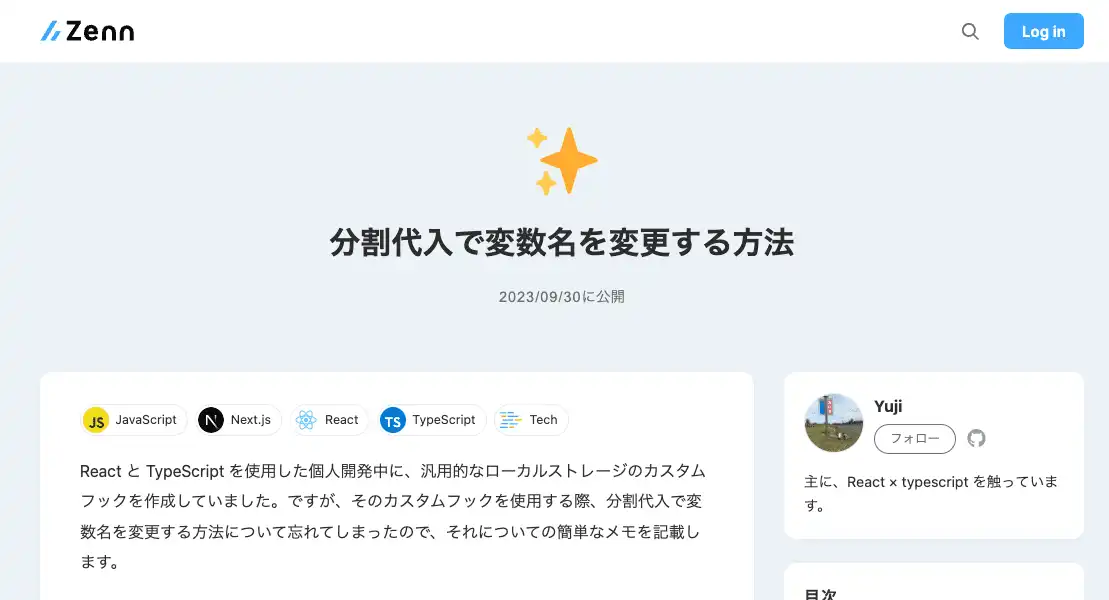 Zenn
Log in
分割代入で変数名を変更する方法
2023/09/30に公開
JS JavaScript
N Next.js
React
TS TypeScript
Tech
React と TypeScript を使用した個人開発中に、汎用的なローカルストレージのカスタム
フックを作成していました。ですが、そのカスタムフックを使用する際、分割代入で変
数名を変更する方法について忘れてしまったので、それについての簡単なメモを記載し
ます。
Yuji
フォロー
主に、React × typescript を触っていま
す。
目次